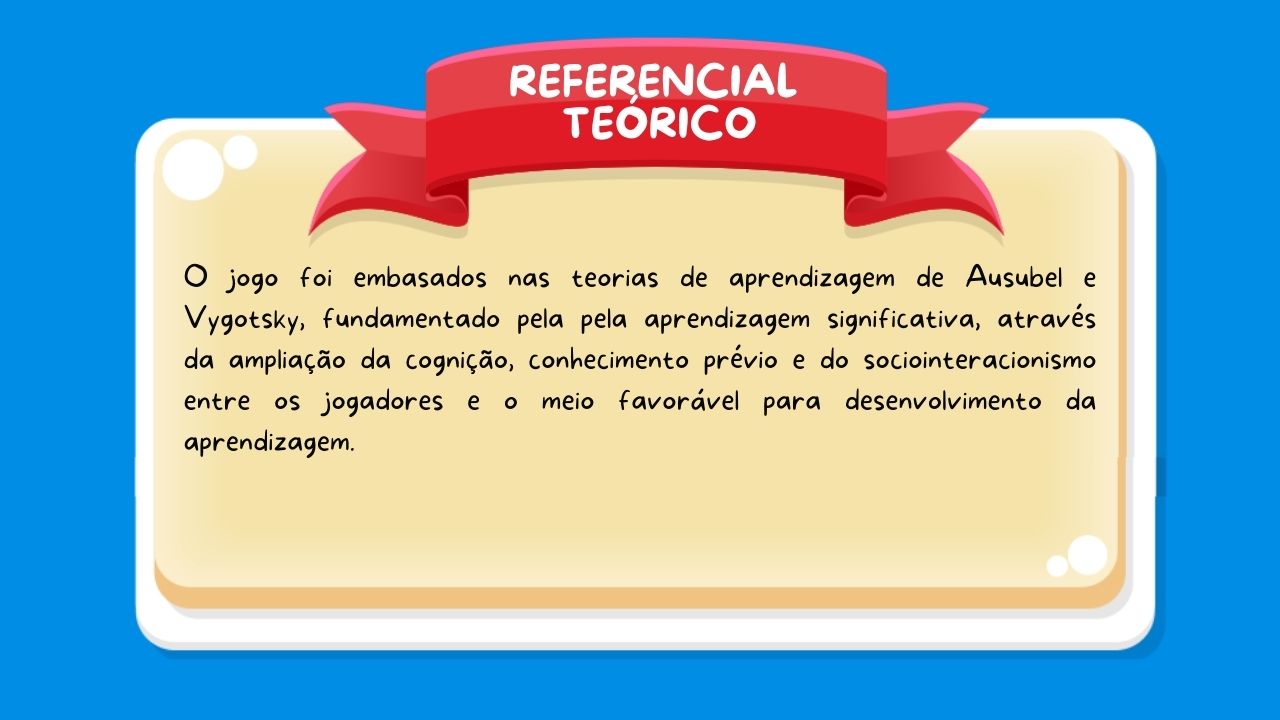 REFERENCIAL
TEÓRICO
O jogo foi embasados nas teorias de aprendizagem de Ausubel e
Vygotsky, fundamentado pela pela aprendizagem significativa, através
da ampliação da cognição, conhecimento prévio e do sociointeracionismo
entre os jogadores e o meio favorável para desenvolvimento da
aprendizagem.